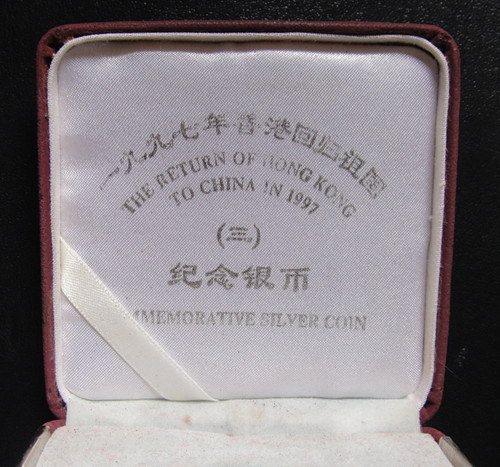 一九九七年香港回归祖国
THE RETURN OF HONG KONG
TO CHINA IN 1997
(三)
纪念银币
MMEMORATIVE SILVER COIN